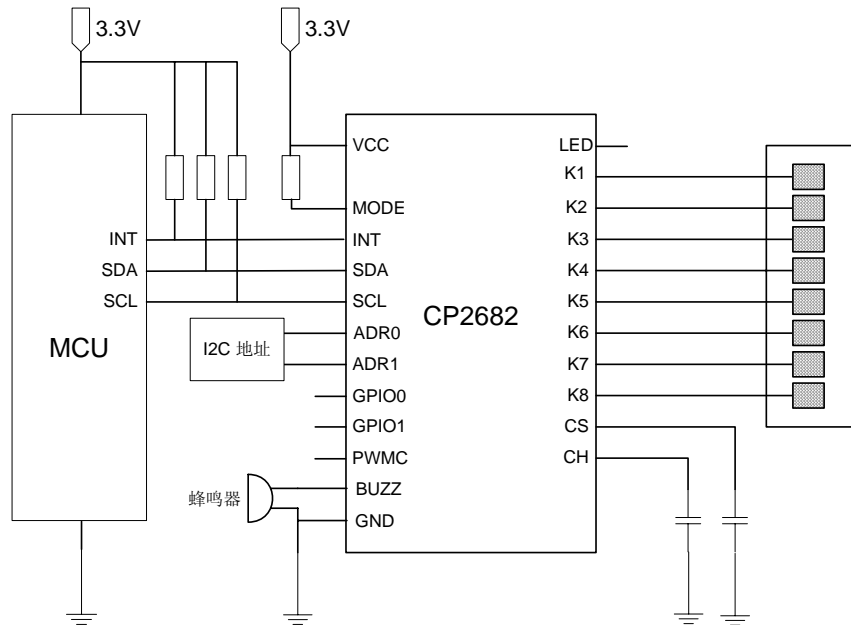 3.3V
3.3V
MCU
INT
SDA
SCL
I2C 地址
蜂鸣器
VCC
MODE
INT
SDA
SCL
ADR0
ADR1
GPIO0
GPIO1
PWMC
BUZZ
GND
CP2682
LED
K1
K2
K3
K4
K5
K6
K7
K8
CS
CH